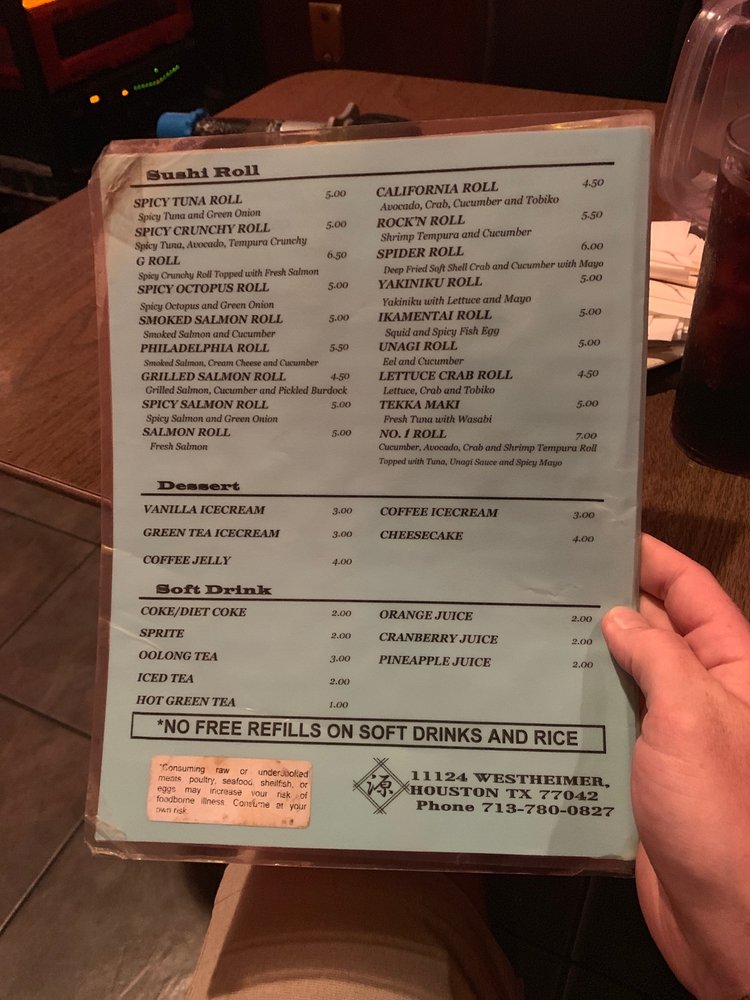 Sushi Roll
SPICY TUNA ROLL 5.00
Spicy Tuna and Green Onion
SPICY CRUNCHY ROLL 5.00
Spicy Tuna, Avocado, Tempura Crunchy
G ROLL 6.50
Spicy Crunchy Roll Topped with Fresh Salmon
SPICY OCTOPUS ROLL 5.00
Spicy Octopus and Green Onion
SMOKED SALMON ROLL 5.00
Smoked Salmon and Cucumber
PHILADELPHIA ROLL 5.50
Smoked Salmon, Cream Cheese and Cucumber
GRILLED SALMON ROLL 4.50
Grilled Salmon, Cucumber and Pickled Burdock
SPICY SALMON ROLL 5.00
Spicy Salmon and Green Onion
SALMON ROLL 5.00
Fresh Salmon
CALIFORNIA ROLL 4.50
Avocado, Crab, Cucumber and Tobiko
ROCK'N ROLL 5.50
Shrimp Tempura and Cucumber
SPIDER ROLL 6.00
Deep Fried Soft Shell Crab and Cucumber with Mayo
YAKINIKU ROLL 5.00
Yakiniku with Lettuce and Mayo
IKAMENTAI ROLL 5.00
Squid and Spicy Fish Egg
UNAGI ROLL 5.00
Eel and Cucumber
LETTUCE CRAB ROLL 4.50
Lettuce, Crab and Tobiko
TEKKA MAKI 5.00
Fresh Tuna with Wasabi
NO. 1 ROLL 7.00
Cucumber, Avocado, Crab and Shrimp Tempura Roll
Topped with Tuna, Unagi Sauce and Spicy Mayo
Dessert
VANILLA ICECREAM 3.00
GREEN TEA ICECREAM 3.00
COFFEE JELLY 4.00
COFFEE ICECREAM 3.00
CHEESECAKE 4.00
Soft Drink
COKE/DIET COKE 2.00
SPRITE 2.00
OOLONG TEA 3.00
ICED TEA 2.00
HOT GREEN TEA 1.00
ORANGE JUICE 2.00
CRANBERRY JUICE 2.00
PINEAPPLE JUICE 2.00
*NO FREE REFILLS ON SOFT DRINKS AND RICE
*Consuming raw or undercooked
meats poultry, seafood, shellfish, or
eggs may increase your risk of
foodborne illness. Consume at your
own risk.
源
11124 WESTHEIMER,
HOUSTON TX 77042
Phone 713-780-0827